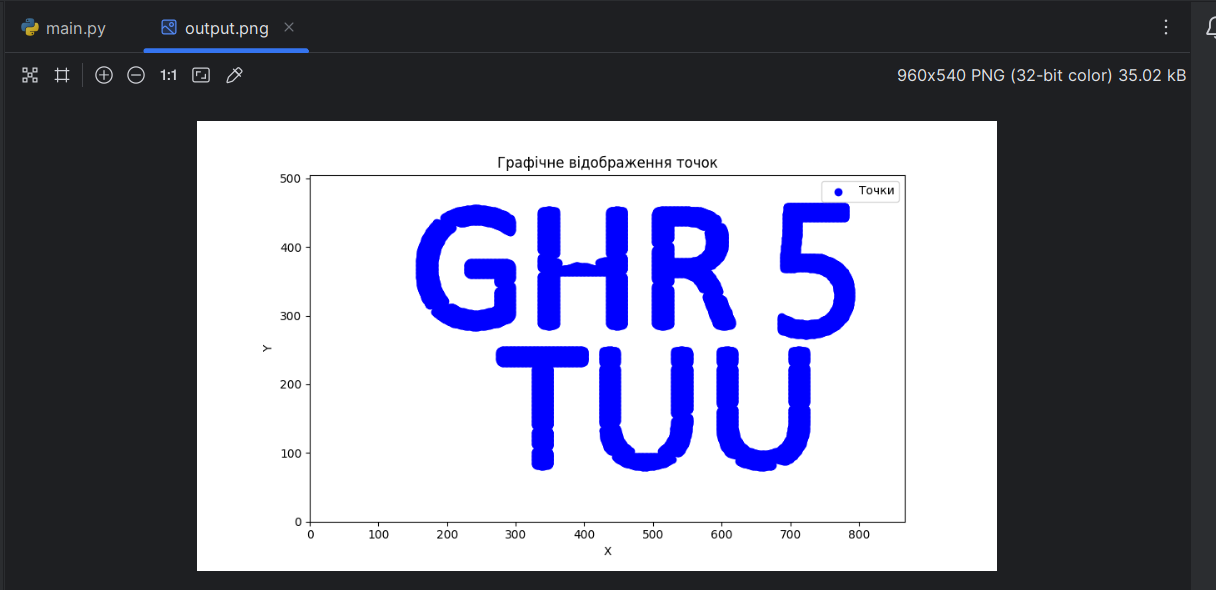 main.py output.png
1:1 960x540 PNG (32-bit color) 35.02 kB
Графічне відображення точок
Точки
GHR 5
TUU
Y
500
400
300
200
100
0
0 100 200 300 400 500 600 700 800
X